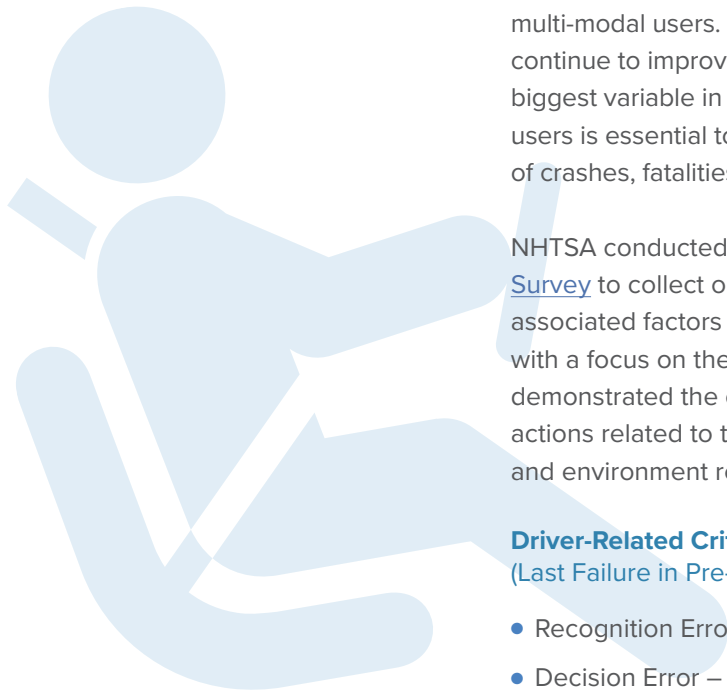 multi-modal users.
continue to improv
biggest variable in
users is essential to
of crashes, fatalities
NHTSA conducted
Survey to collect o
associated factors
with a focus on the
demonstrated the
actions related to t
and environment r
Driver-Related Cri
(Last Failure in Pre-
• Recognition Erro
• Decision Error –